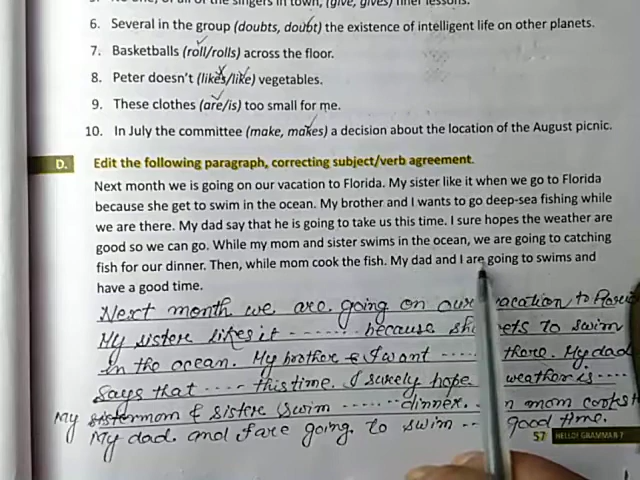 6. Several in the group (doubts, doubt) the existence of intelligent life on other planets.
7. Basketballs (roll/rolls) across the floor.
8. Peter doesn't (likes/like) vegetables.
9. These clothes (are/is) too small for me.
10. In July the committee (make, makes) a decision about the location of the August picnic.
D. Edit the following paragraph, correcting subject/verb agreement.
Next month we is going on our vacation to Florida. My sister like it when we go to Florida
because she get to swim in the ocean. My brother and I wants to go deep-sea fishing while
we are there. My dad say that he is going to take us this time. I sure hopes the weather are
good so we can go. While my mom and sister swims in the ocean, we are going to catching
fish for our dinner. Then, while mom cook the fish. My dad and I are going to swims and
have a good time.
Next month we are going on our vacation to
My sister likes it ...... because to swim
in the ocean. My brother & I want ..... there. My dad
says that .... this time. I surely hope weather is ....
My mom & sister swim ...... dinner. mom cooks
My dad. and I are going. to swim -- good time.
57 HELLO! GRAMMAR 7